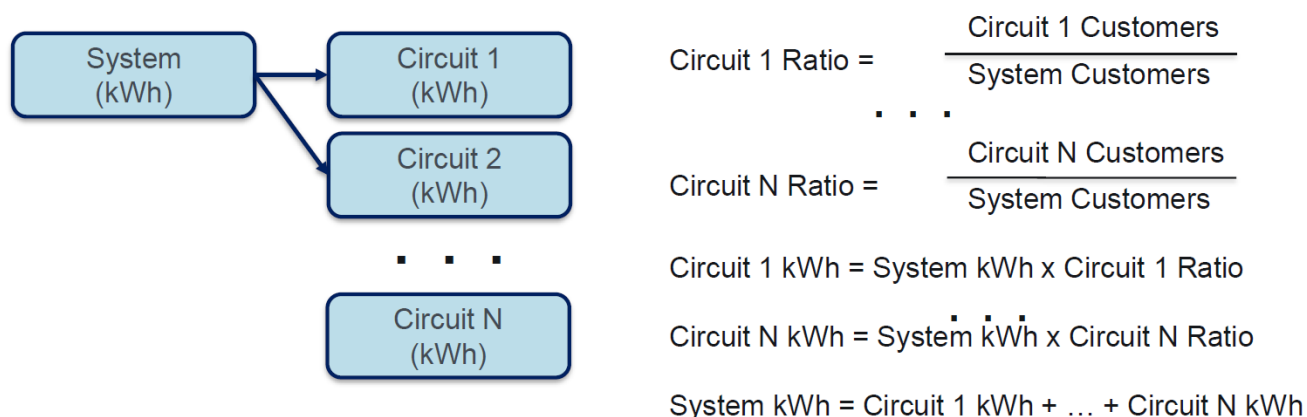 System
(kWh)
Circuit 1
(kWh)
Circuit 2
(kWh)
. . .
Circuit N
(kWh)
Circuit 1 Ratio =
Circuit 1 Customers
System Customers
. . .
Circuit N Ratio =
Circuit N Customers
System Customers
Circuit 1 kWh = System kWh x Circuit 1 Ratio
. . .
Circuit N kWh = System kWh x Circuit N Ratio
System kWh = Circuit 1 kWh + … + Circuit N kWh